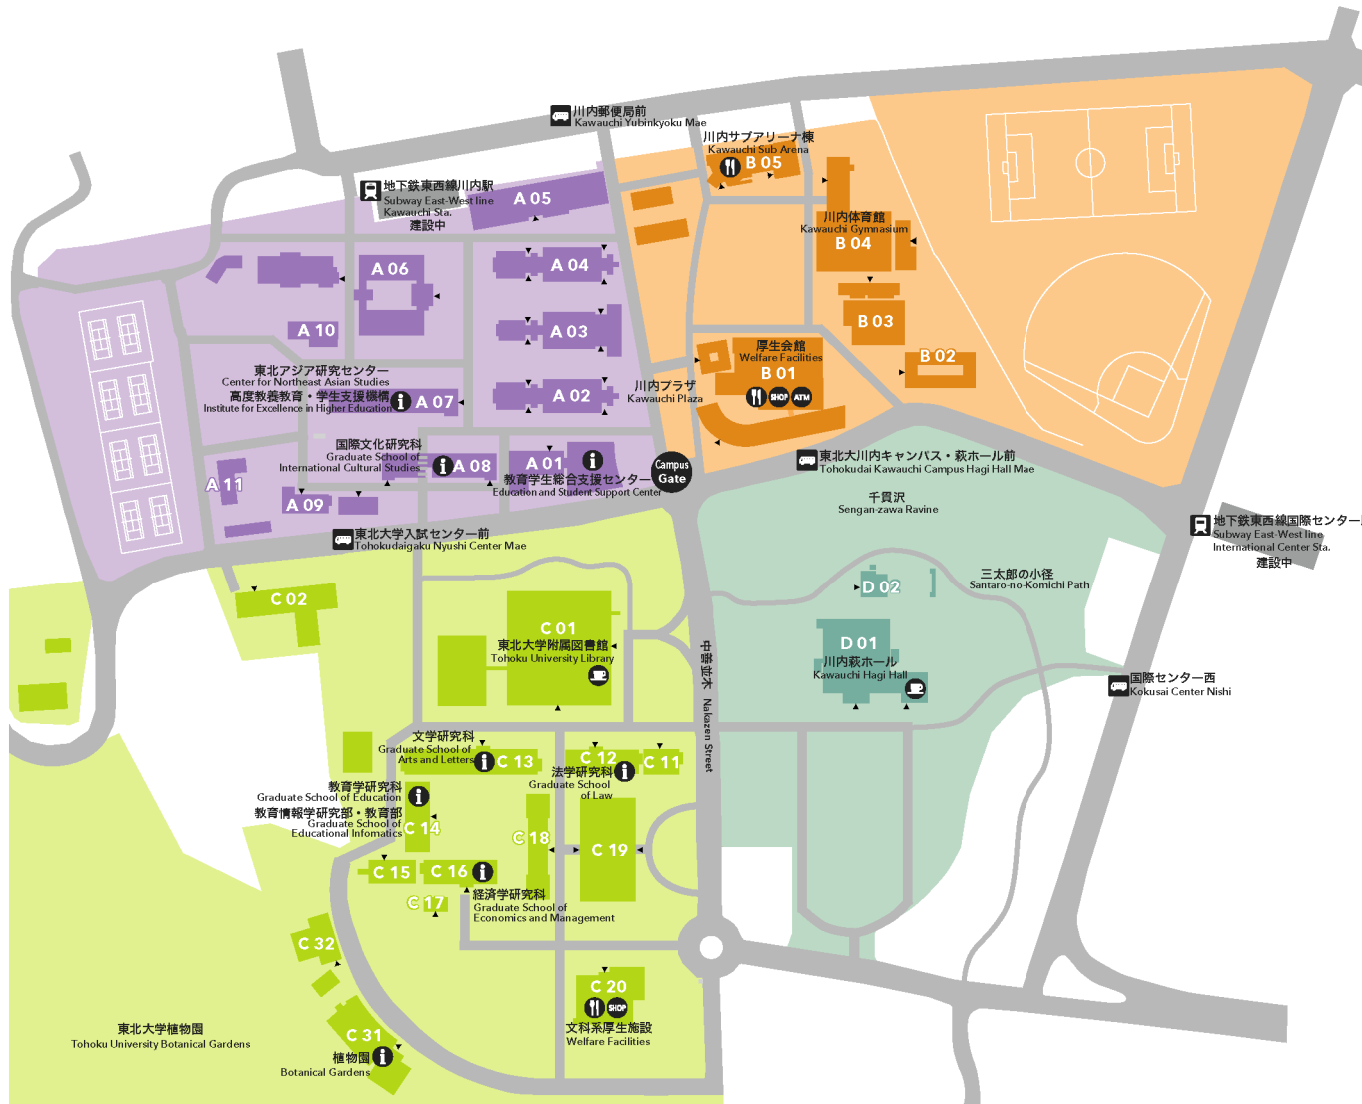 川内郵便局前
Kawauchi Yubinkyoku Mae
川内サブアリーナ棟
Kawauchi Sub Arena
B 05
地下鉄東西線川内駅
Subway East-West line
Kawauchi Sta.
建設中
A 05
川内体育館
Kawauchi Gymnasium
B 04
A 04
A 06
A 03
A 10
B 03
厚生会館
Welfare Facilities
B 01
SHOP
ATM
B 02
東北アジア研究センター
Center for Northeast Asian Studies
高度教養教育・学生支援機構
Institute for Excellence in Higher Education
A 07
A 02
川内プラザ
Kawauchi Plaza
国際文化研究科
Graduate School of
International Cultural Studies
A 08
A 01
教育学生総合支援センター
Education and Student Support Center
Campus
Gate
東北大川内キャンパス・萩ホール前
Tohokudai Kawauchi Campus Hagi Hall Mae
A 11
A 09
千貫沢
Sengan-zawa Ravine
東北大学入試センター前
Tohokudaigaku Nyushi Center Mae
地下鉄東西線国際センター
Subway East-West line
International Center Sta.
建設中
三太郎の小径
Santaro-no-Komichi Path
C 02
D 02
C 01
東北大学附属図書館
Tohoku University Library
D 01
川内萩ホール
Kawauchi Hagi Hall
中善並木 Nakazen Street
国際センター西
Kokusai Center Nishi
文学研究科
Graduate School of
Arts and Letters
C 13
C 12
C 11
法学研究科
Graduate School
of Law
教育学研究科
Graduate School of Education
教育情報学研究部・教育部
Graduate School of
Educational Infomatics
C 14
C 18
C 19
C 15
C 16
経済学研究科
Graduate School of
Economics and Management
C 17
C 32
C 20
SHOP
文科系厚生施設
Welfare Facilities
東北大学植物園
Tohoku University Botanical Gardens
C 31
植物園
Botanical Gardens